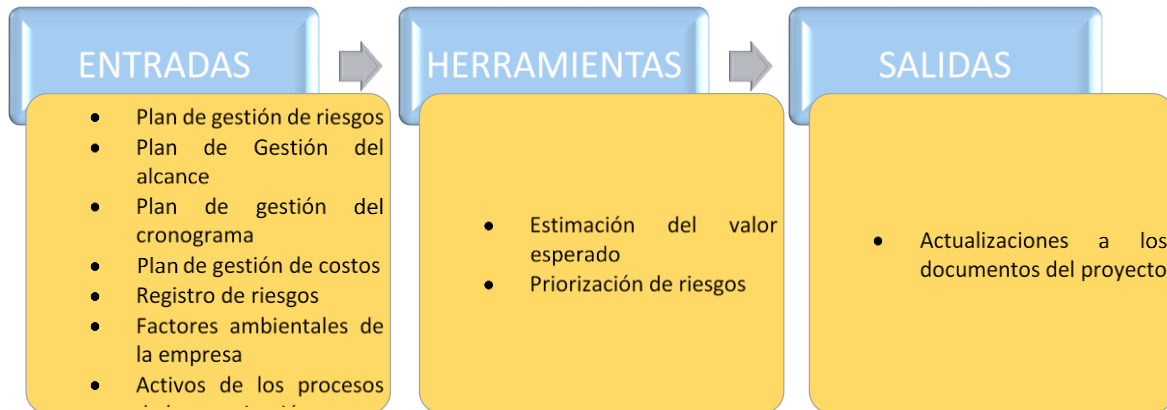 ENTRADAS
Plan de gestión de riesgos
Plan de Gestión del
alcance
Plan de gestión del
cronograma
Plan de gestión de costos
Registro de riesgos
Factores ambientales de
la empresa
Activos de los procesos
HERRAMIENTAS
Estimación del valor
esperado
Priorización de riesgos
SALIDAS
Actualizaciones a los
documentos del proyecto